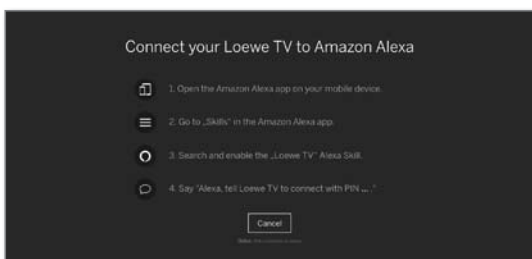 Connect your Loewe TV to Amazon Alexa
1. Open the Amazon Alexa app on your mobile device.
2. Go to „Skills" in the Amazon Alexa app.
3. Search and enable the „Loewe TV" Alexa Skill.
4. Say "Alexa, tell Loewe TV to connect with PIN ... ."
Cancel